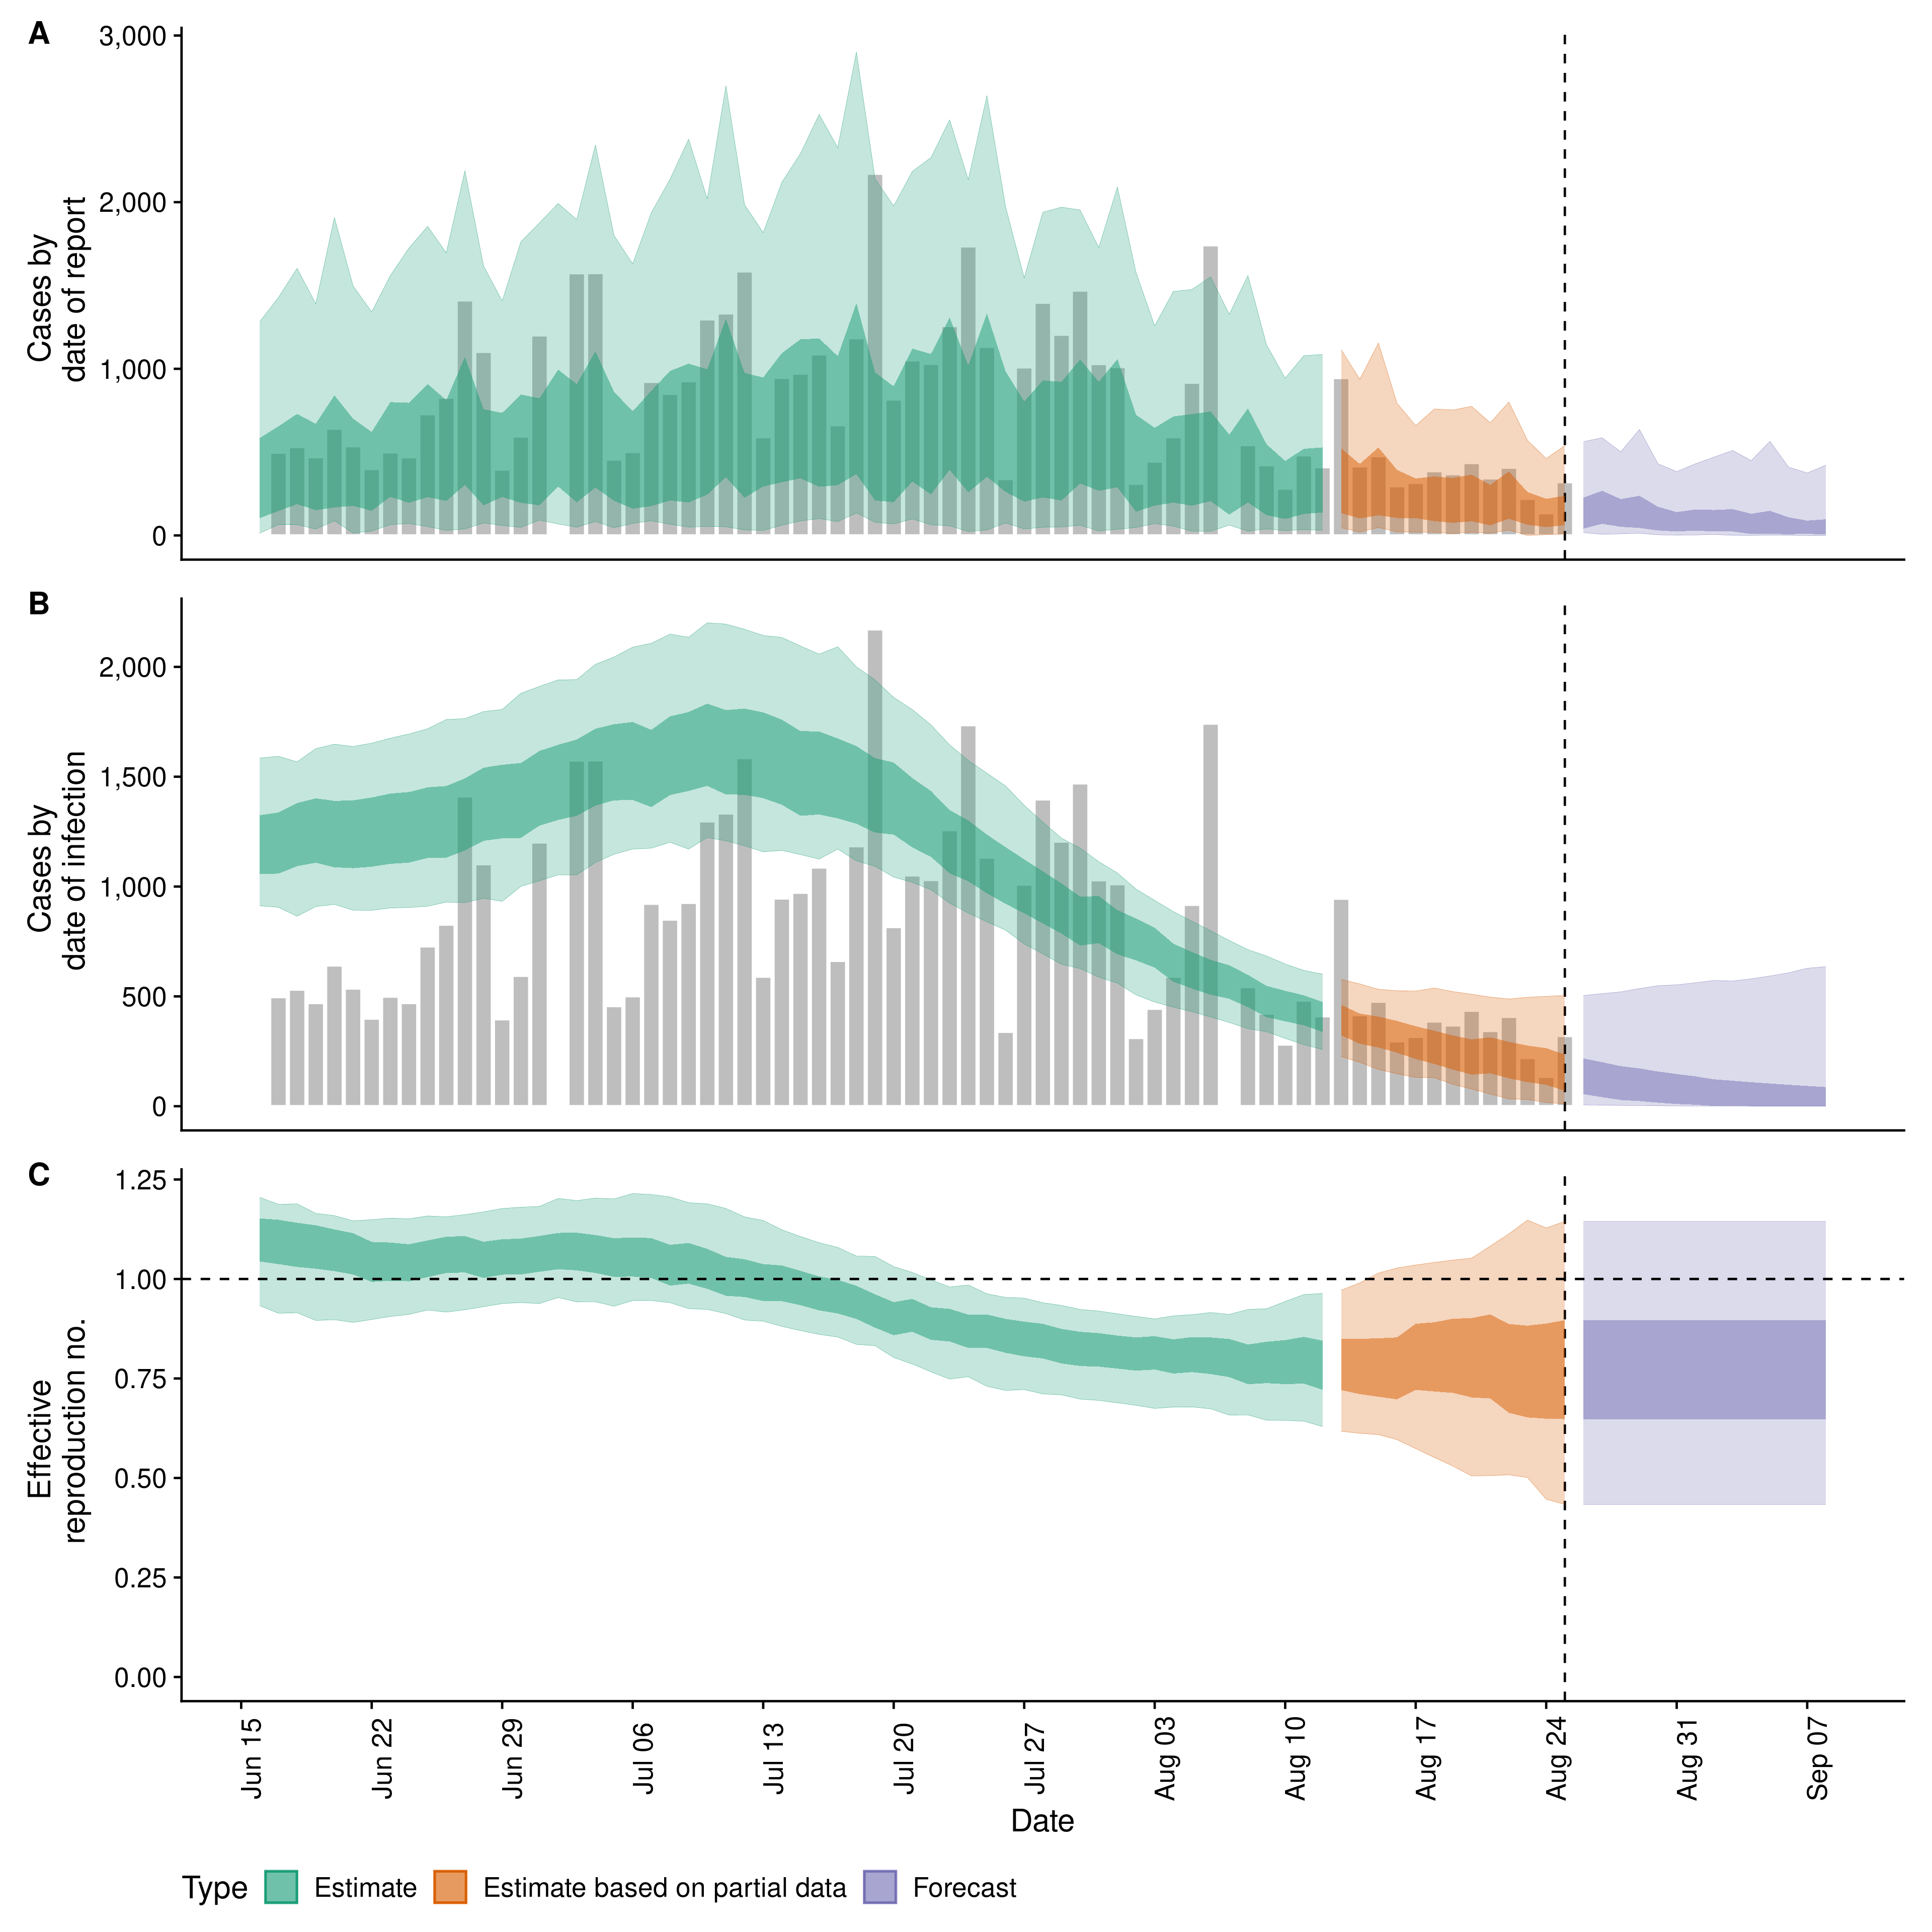 A
3,000
2,000
1,000
0
Cases by
date of report
B
2,000
1,500
1,000
500
0
Cases by
date of infection
C
1.25
1.00
0.75
0.50
0.25
0.00
Effective
reproduction no.
Jun 15
Jun 22
Jun 29
Jul 06
Jul 13
Jul 20
Jul 27
Aug 03
Aug 10
Aug 17
Aug 24
Aug 31
Sep 07
Date
Type Estimate Estimate based on partial data Forecast